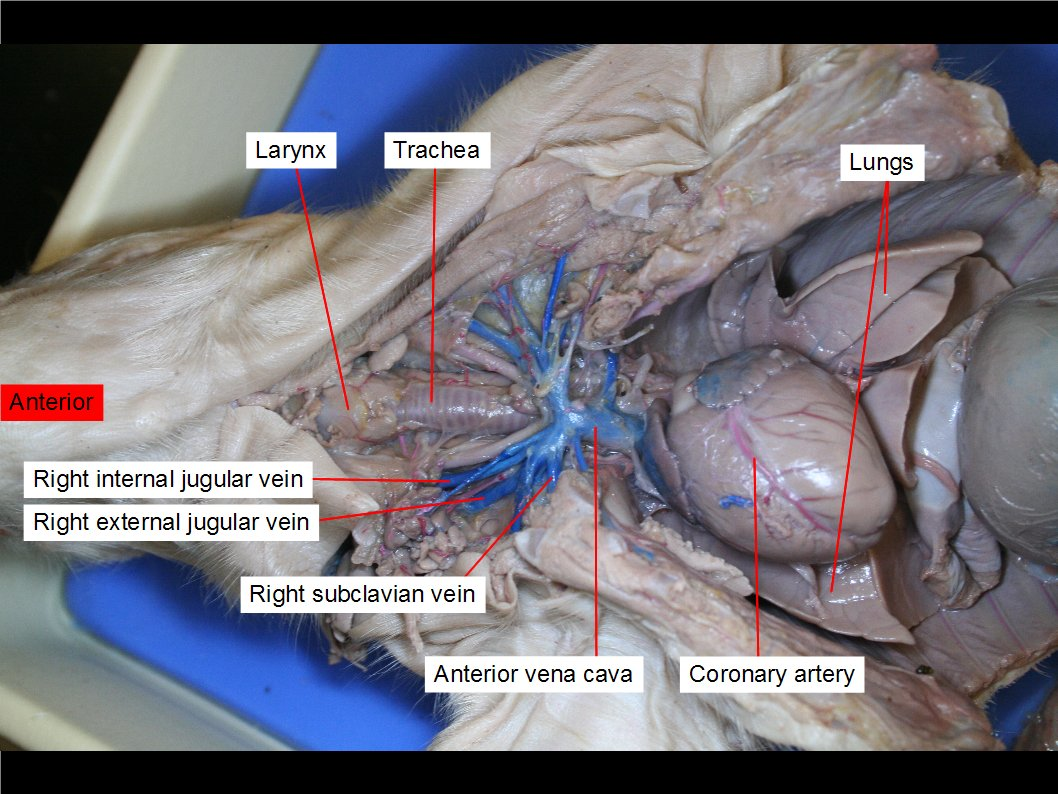 Larynx
Trachea
Lungs
Anterior
Right internal jugular vein
Right external jugular vein
Right subclavian vein
Anterior vena cava
Coronary artery